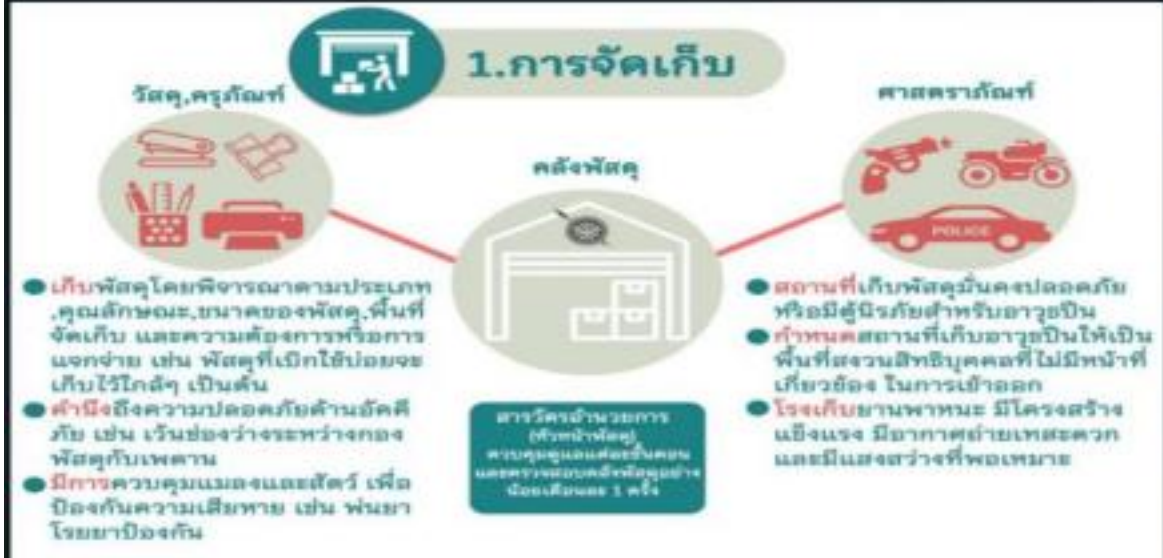 1.การจัดเก็บ
วัสดุ,ครุภัณฑ์
ศาสตราภัณฑ์
คลังพัสดุ
POLICE
เก็บพัสดุโดยพิจารณาตามประเภท
,คุณลักษณะ,ขนาดของพัสดุ,พื้นที่
จัดเก็บ และความต้องการหรือการ
แจกจ่าย เช่น พัสดุที่เบิกใช้บ่อยจะ
เก็บไว้ใกล้ๆ เป็นต้น
คำนึงถึงความปลอดภัยด้านอัคคี
ภัย เช่น เว้นช่องว่างระหว่างกอง
พัสดุกับเพดาน
มีการควบคุมแมลงและสัตว์ เพื่อ
ป้องกันความเสียหาย เช่น พ่นยา
โรยยาป้องกัน
สารวัตรอำนวยการ
(หัวหน้าพัสดุ)
ควบคุมดูแลแต่ละขั้นตอน
และตรวจสอบคลังพัสดุอย่าง
น้อยเดือนละ 1 ครั้ง
สถานที่เก็บพัสดุมั่นคงปลอดภัย
หรือมีตู้นิรภัยสำหรับอาวุธปืน
กำหนดสถานที่เก็บอาวุธปืนให้เป็น
พื้นที่สงวนสิทธิบุคคลที่ไม่มีหน้าที่
เกี่ยวข้อง ในการเข้าออก
โรงเก็บยานพาหนะ มีโครงสร้าง
แข็งแรง มีอากาศถ่ายเทสะดวก
และมีแสงสว่างที่พอเหมาะ